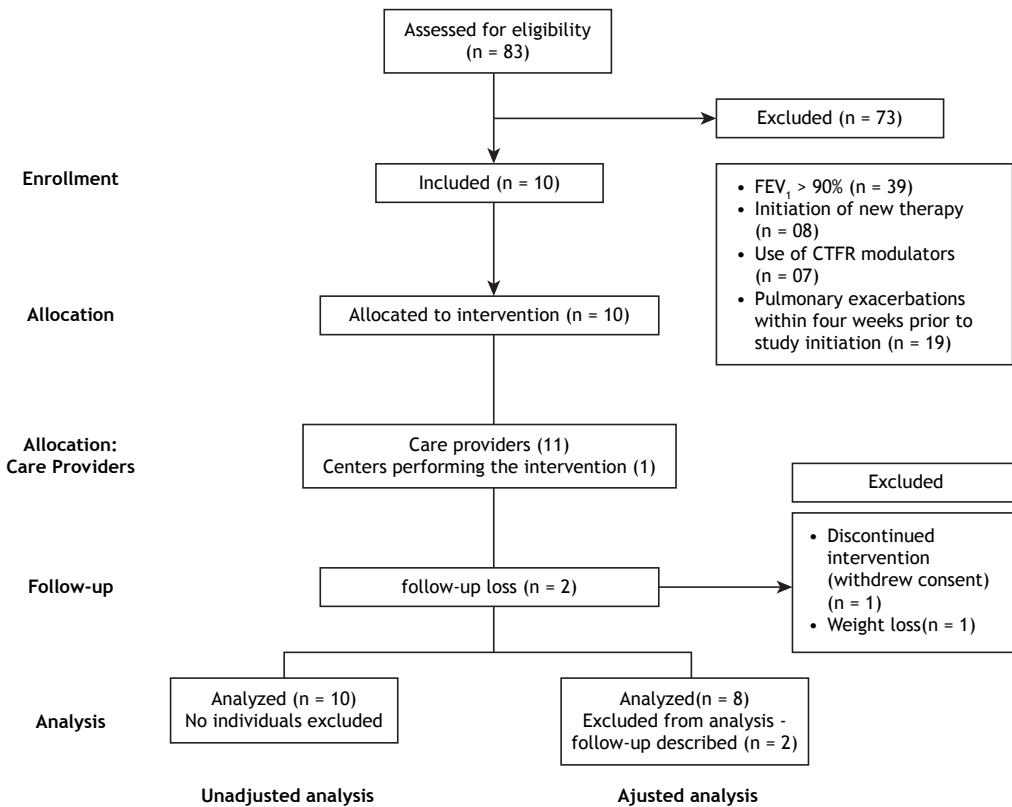 Assessed for eligibility
(n = 83)
Excluded (n = 73)
Enrollment
Included (n = 10)
• FEV₁ > 90% (n = 39)
• Initiation of new therapy
(n = 08)
• Use of CTFR modulators
(n = 07)
• Pulmonary exacerbations
within four weeks prior to
study initiation (n = 19)
Allocation
Allocated to intervention (n = 10)
Allocation:
Care Providers
Care providers (11)
Centers performing the intervention (1)
Excluded
• Discontinued
intervention
(withdrew consent)
(n = 1)
• Weight loss(n = 1)
Follow-up
follow-up loss (n = 2)
Analysis
Analyzed (n = 10)
No individuals excluded
Analyzed(n = 8)
Excluded from analysis -
follow-up described (n = 2)
Unadjusted analysis
Ajusted analysis